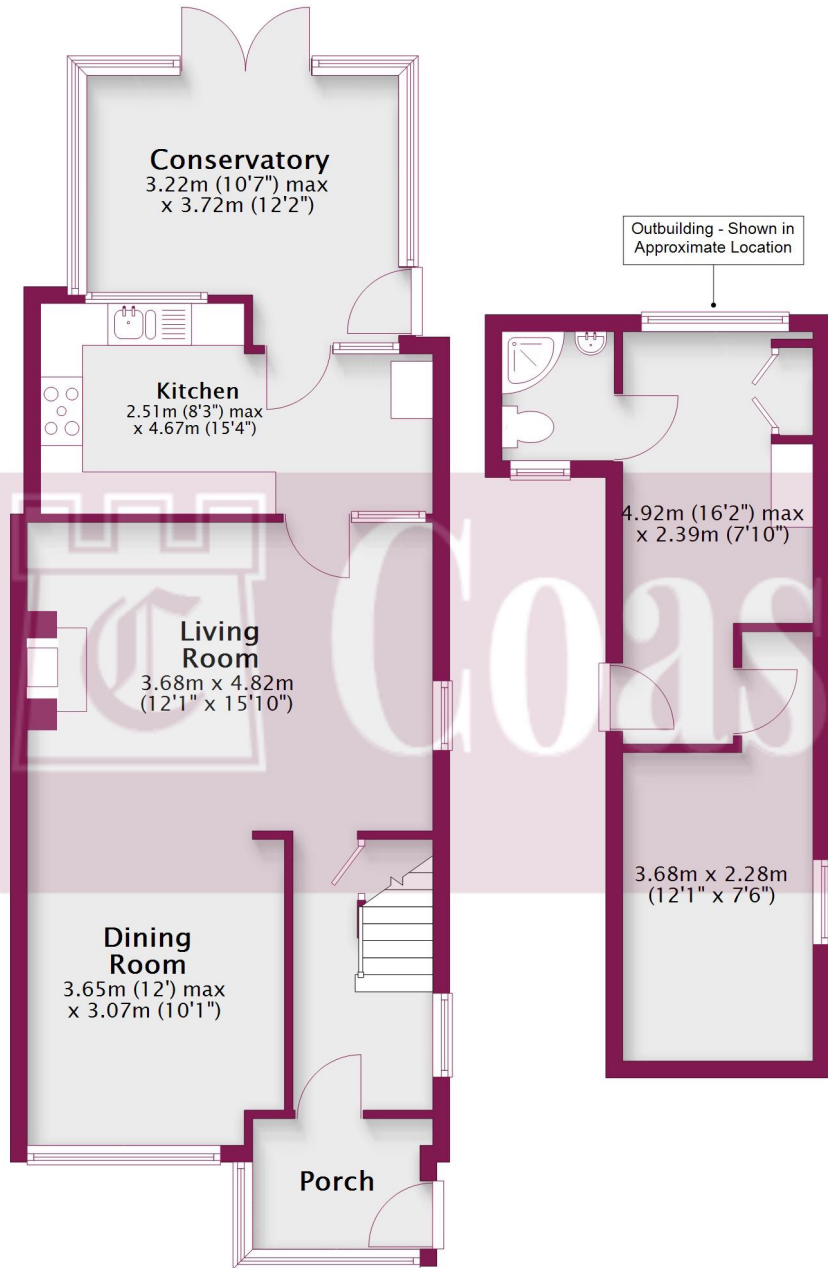 Conservatory
3.22m (10'7") max
x 3.72m (12'2")
Outbuilding - Shown in
Approximate Location
Kitchen
2.51m (8'3") max
x 4.67m (15'4")
4.92m (16'2") max
x 2.39m (7'10")
C Coas
Living
Room
3.68m x 4.82m
(12'1" x 15'10")
3.68m x 2.28m
(12'1" x 7'6")
Dining
Room
3.65m (12') max
x 3.07m (10'1")
Porch